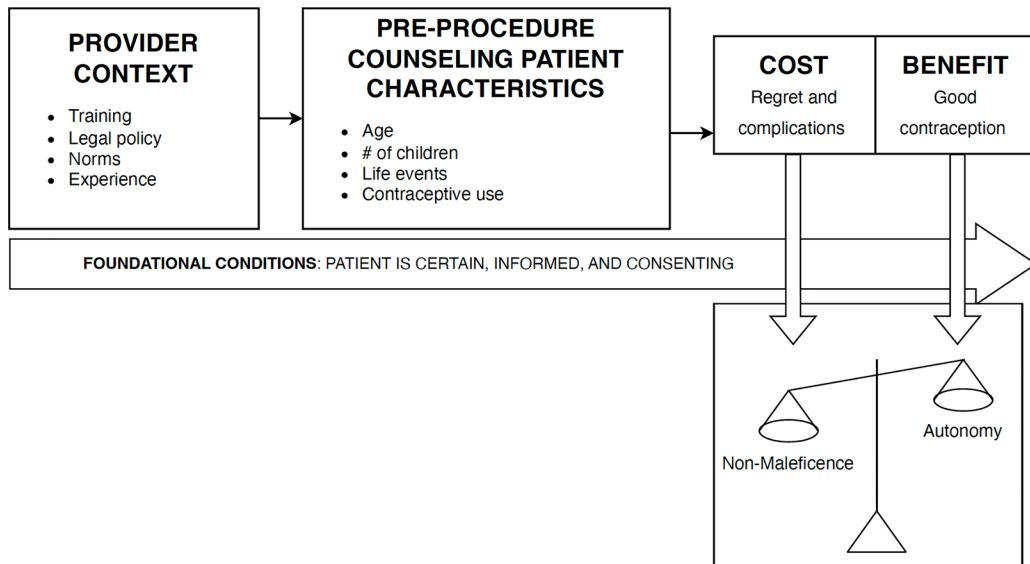 PROVIDER
CONTEXT
• Training
• Legal policy
• Norms
• Experience
PRE-PROCEDURE
COUNSELING PATIENT
CHARACTERISTICS
• Age
• # of children
• Life events
• Contraceptive use
COST
Regret and
complications
BENEFIT
Good
contraception
FOUNDATIONAL CONDITIONS: PATIENT IS CERTAIN, INFORMED, AND CONSENTING
Non-Maleficence
Autonomy